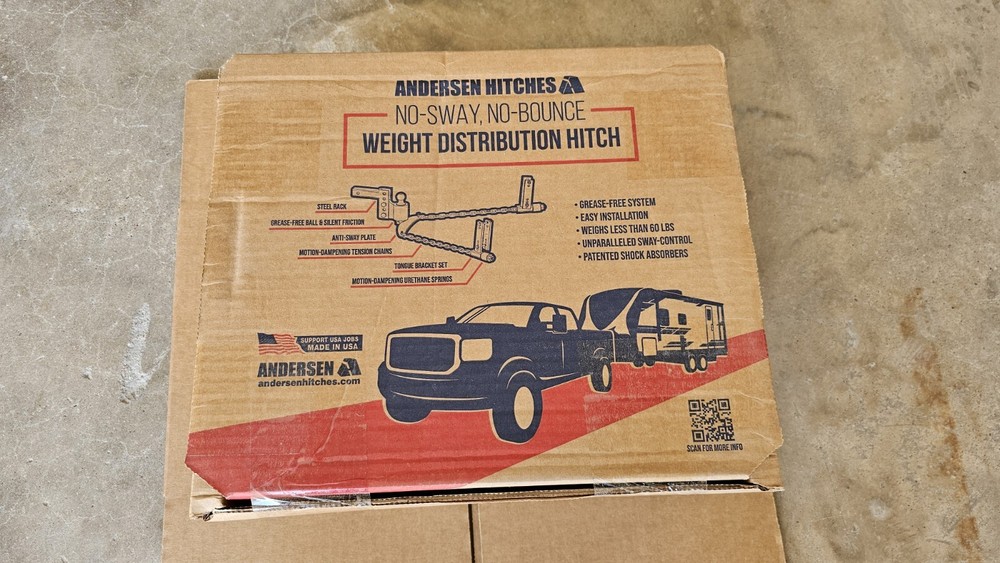 ANDERSEN HITCHES
NO-SWAY, NO-BOUNCE
WEIGHT DISTRIBUTION HITCH
STEEL RACK
GREASE-FREE BALL & SILENT FRICTION
ANTI-SWAY PLATE
MOTION-DAMPENING TENSION CHAINS
TONGUE BRACKET SET
MOTION-DAMPENING URETHANE SPRINGS
• GREASE-FREE SYSTEM
• EASY INSTALLATION
• WEIGHS LESS THAN 60 LBS
• UNPARALLELED SWAY-CONTROL
• PATENTED SHOCK ABSORBERS
SUPPORT USA JOBS
MADE IN USA
ANDERSEN
andersenhitches.com
SCAN FOR MORE INFO